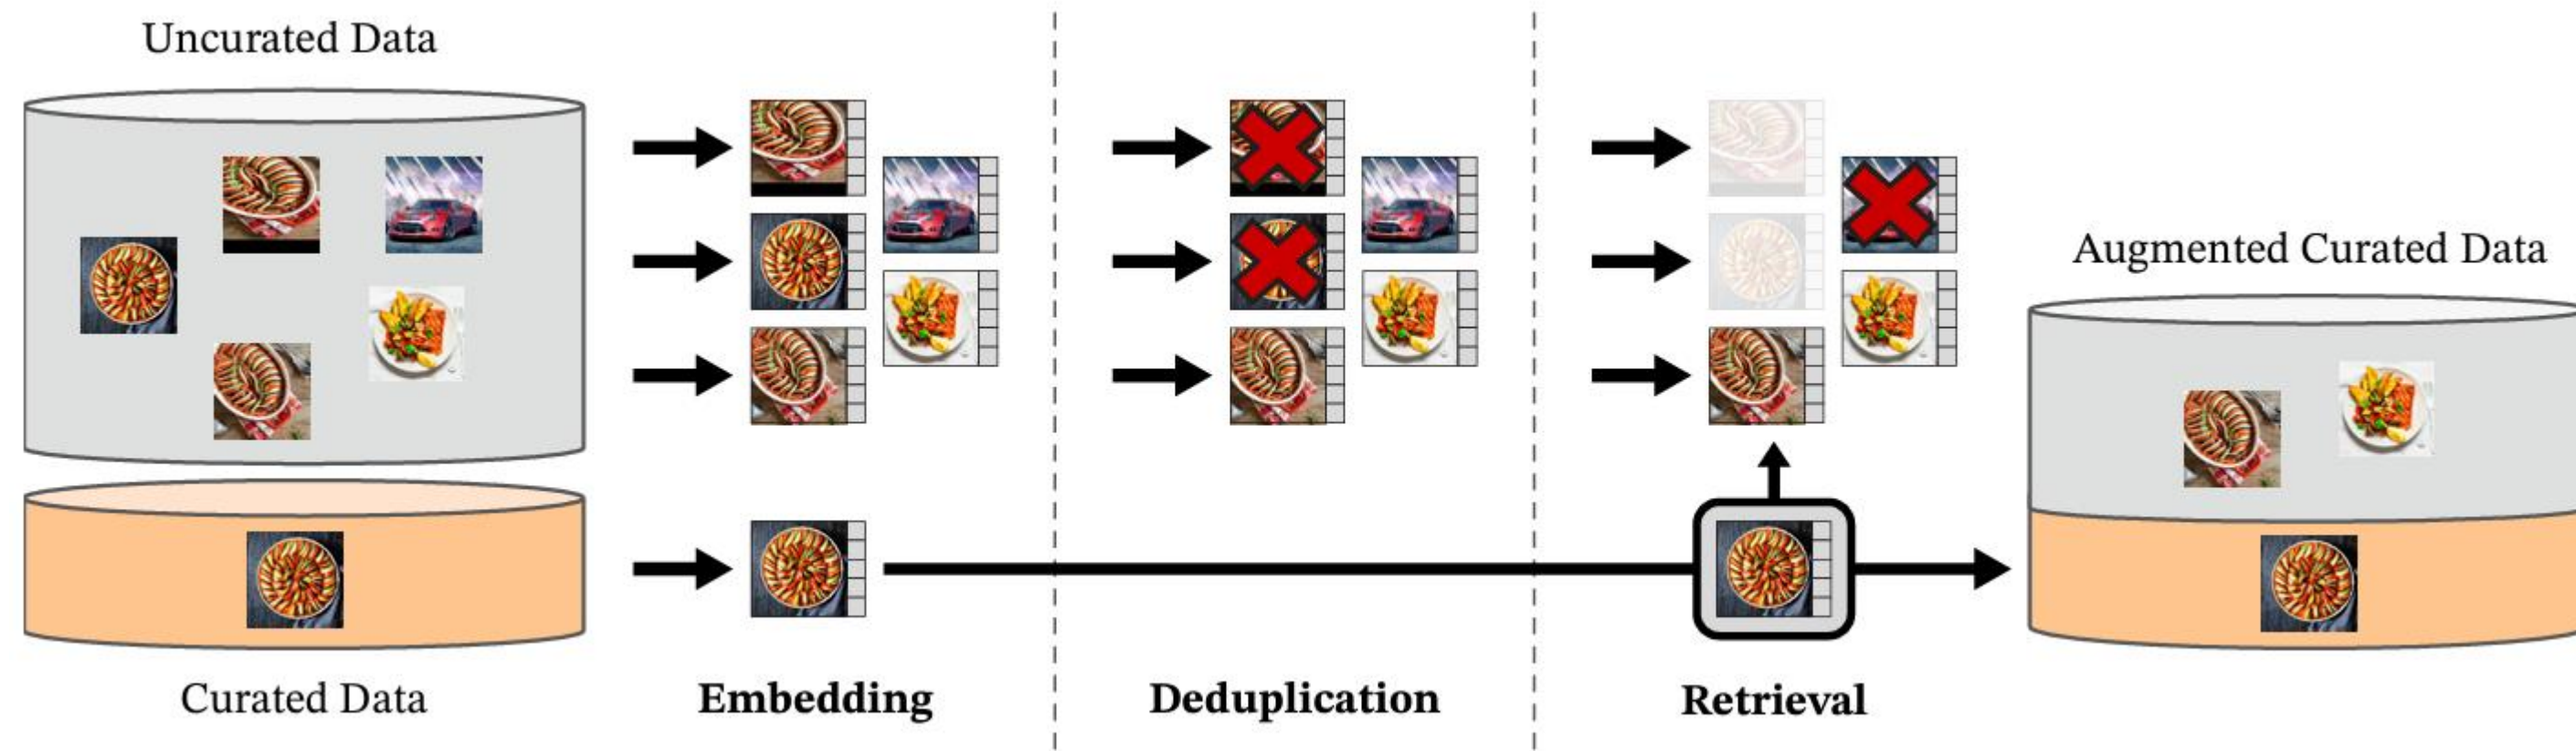 Uncurated Data
Augmented Curated Data
Curated Data
Embedding
Deduplication
Retrieval